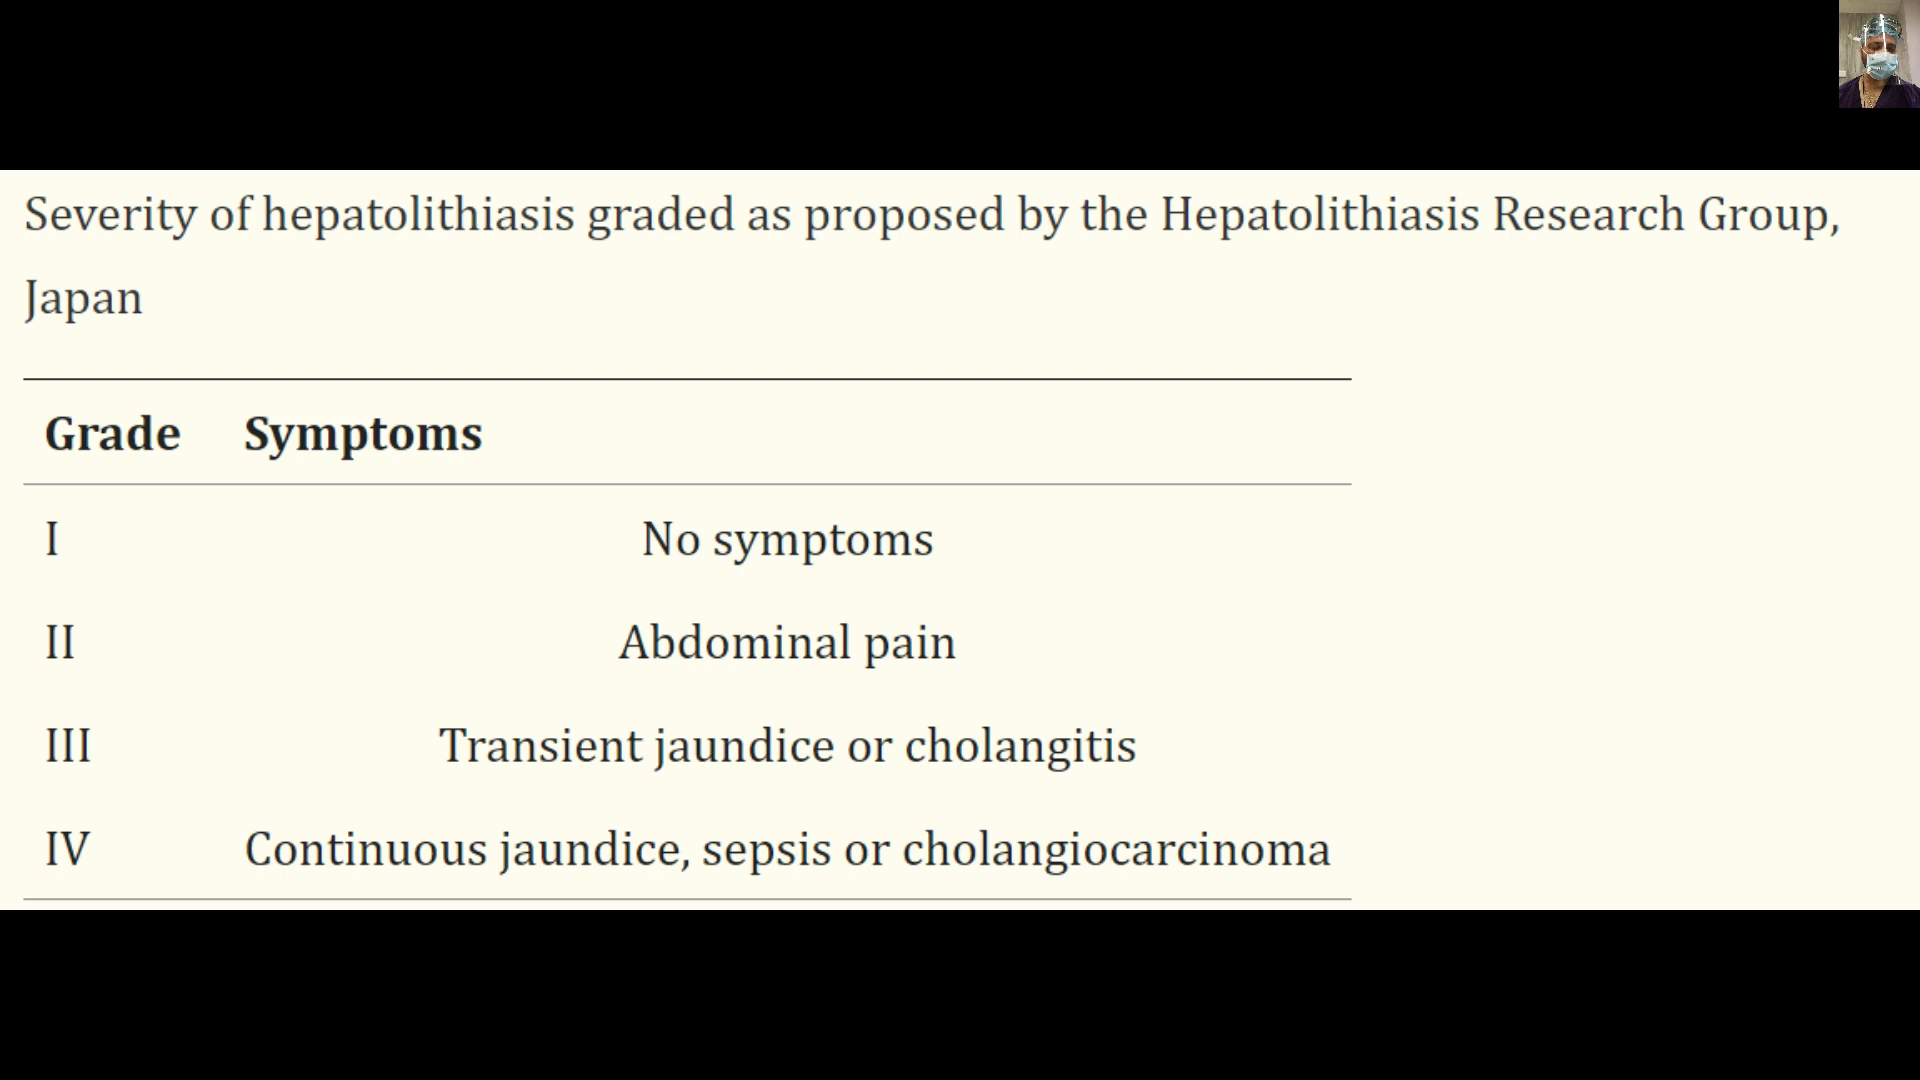 Severity of hepatolithiasis graded as proposed by the Hepatolithiasis Research Group,
Japan
Grade Symptoms
I No symptoms
II Abdominal pain
III Transient jaundice or cholangitis
IV Continuous jaundice, sepsis or cholangiocarcinoma